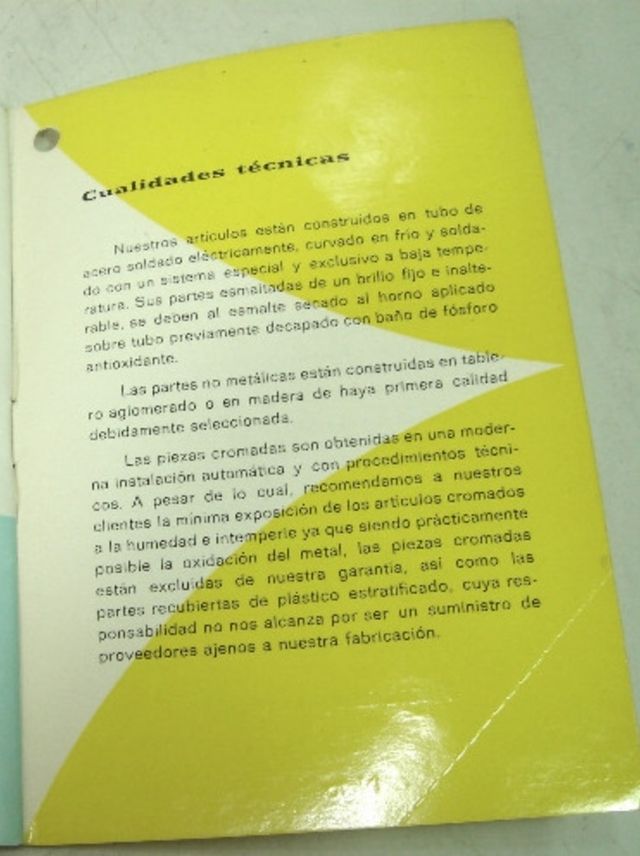 Cualidades técnicas
Nuestros artículos están construidos en tubo de
acero soldado eléctricamente, curvado en frío y solda-
do con un sistema especial y exclusivo a baja tempe-
ratura. Sus partes esmaltadas de un brillo fijo e inalte-
rable, se deben al esmalte secado al horno aplicado
sobre tubo previamente decapado con baño de fósforo
antioxidante.
Las partes no metálicas están construídas en table-
ro aglomerado o en madera de haya primera calidad
debidamente seleccionada.
Las piezas cromadas son obtenidas en una moder-
na instalación automática y con procedimientos técni-
cos. A pesar de lo cual, recomendamos a nuestros
clientes la mínima exposición de los artículos cromados
a la humedad e intemperie ya que siendo prácticamente
posible la oxidación del metal, las piezas cromadas
están excluídas de nuestra garantía, así como las
partes recubiertas de plástico estratificado, cuya res-
ponsabilidad no nos alcanza por ser un suministro de
proveedores ajenos a nuestra fabricación.